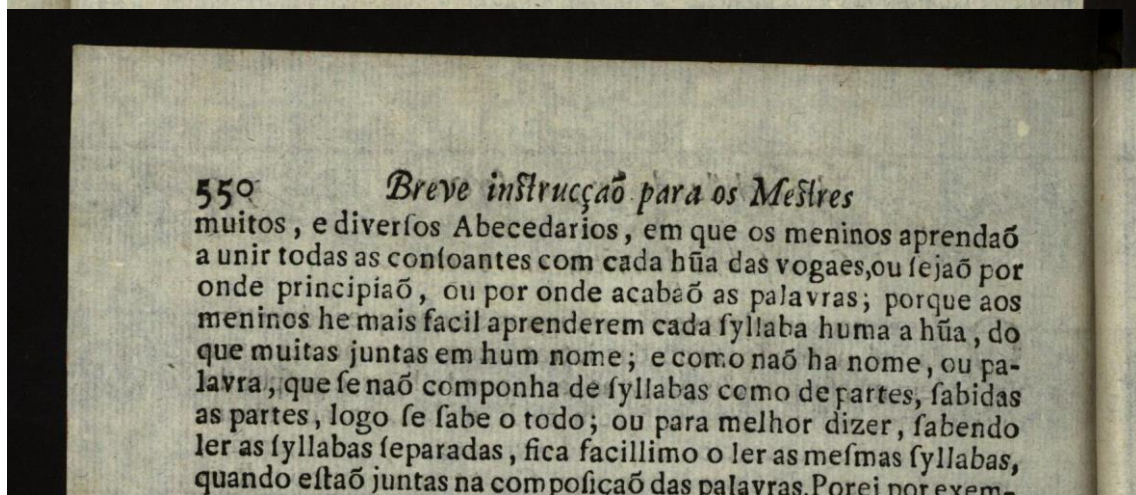 550 Breve inſtrucçaõ para os Meſtres
muitos, e diverſos Abecedarios, em que os meninos aprendaõ
a unir todas as conſoantes com cada hũa das vogaes, ou ſejaõ por
onde principiaõ, ou por onde acabaõ as palavras; porque aos
meninos he mais facil aprenderem cada ſyllaba huma a hũa, do
que muitas juntas em hum nome; e como naõ ha nome, ou pa-
lavra, que ſe naõ componha de ſyllabas como de partes, ſabidas
as partes, logo ſe ſabe o todo; ou para melhor dizer, ſabendo
ler as ſyllabas ſeparadas, fica facillimo o ler as meſmas ſyllabas,
quando eſtaõ juntas na compoſiçaõ das palavras. Porei por exem-